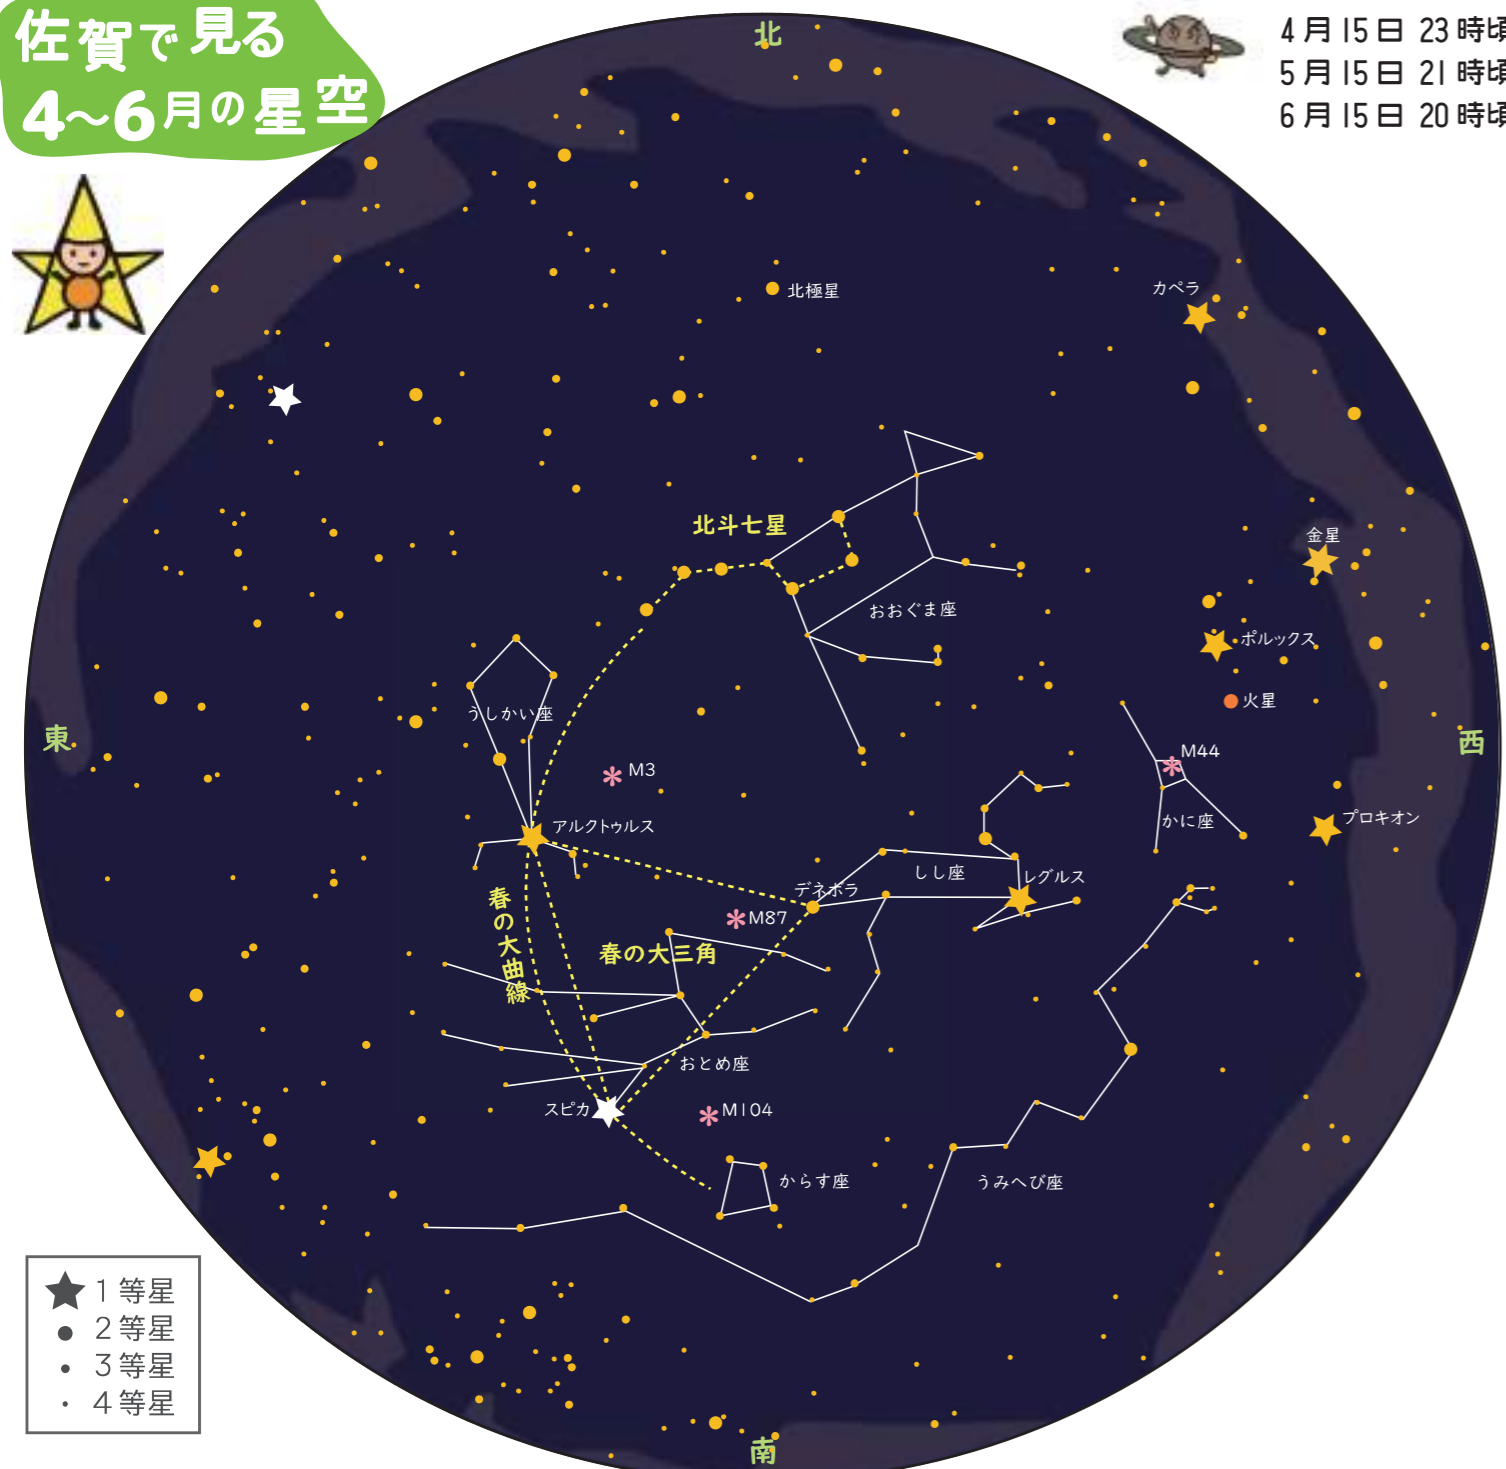 佐賀で見る
4～6月の星空
4月15日 23時頃
5月15日 21時頃
6月15日 20時頃
北
北極星
カペラ
北斗七星
金星
おおぐま座
ポルックス
火星
うしかい座
東
西
M3
M44
アルクトゥルス
かに座
プロキオン
しし座
レグルス
デネボラ
春の大曲線
M87
春の大三角
おとめ座
スピカ
M104
からす座
うみへび座
南
1等星
2等星
3等星
4等星